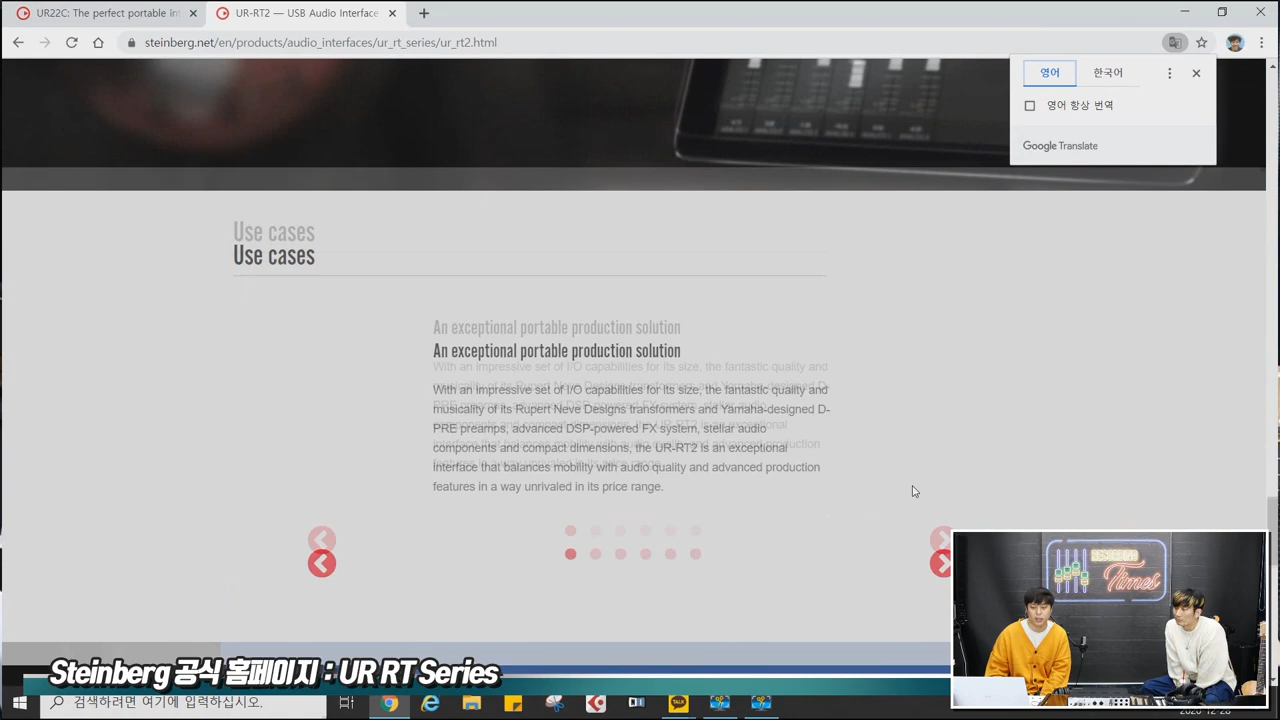 UR22C: The perfect portable int
UR-RT2 — USB Audio Interface
steinberg.net/en/products/audio_interfaces/ur_rt_series/ur_rt2.html
영어
한국어
영어 항상 번역
Google Translate
Use cases
Use cases
An exceptional portable production solution
An exceptional portable production solution
With an impressive set of I/O capabilities for its size, the fantastic quality and
With an impressive set of I/O capabilities for its size, the fantastic quality and
musicality of its Rupert Neve Designs transformers and Yamaha-designed D-
PRE preamps, advanced DSP-powered FX system, stellar audio
components and compact dimensions, the UR-RT2 is an exceptional
interface that balances mobility with audio quality and advanced production
features in a way unrivaled in its price range.
RECORDING
Times
Steinberg 공식 홈페이지 : UR RT Series
검색하려면 여기에 입력하십시오.
TALK
2020-12-28